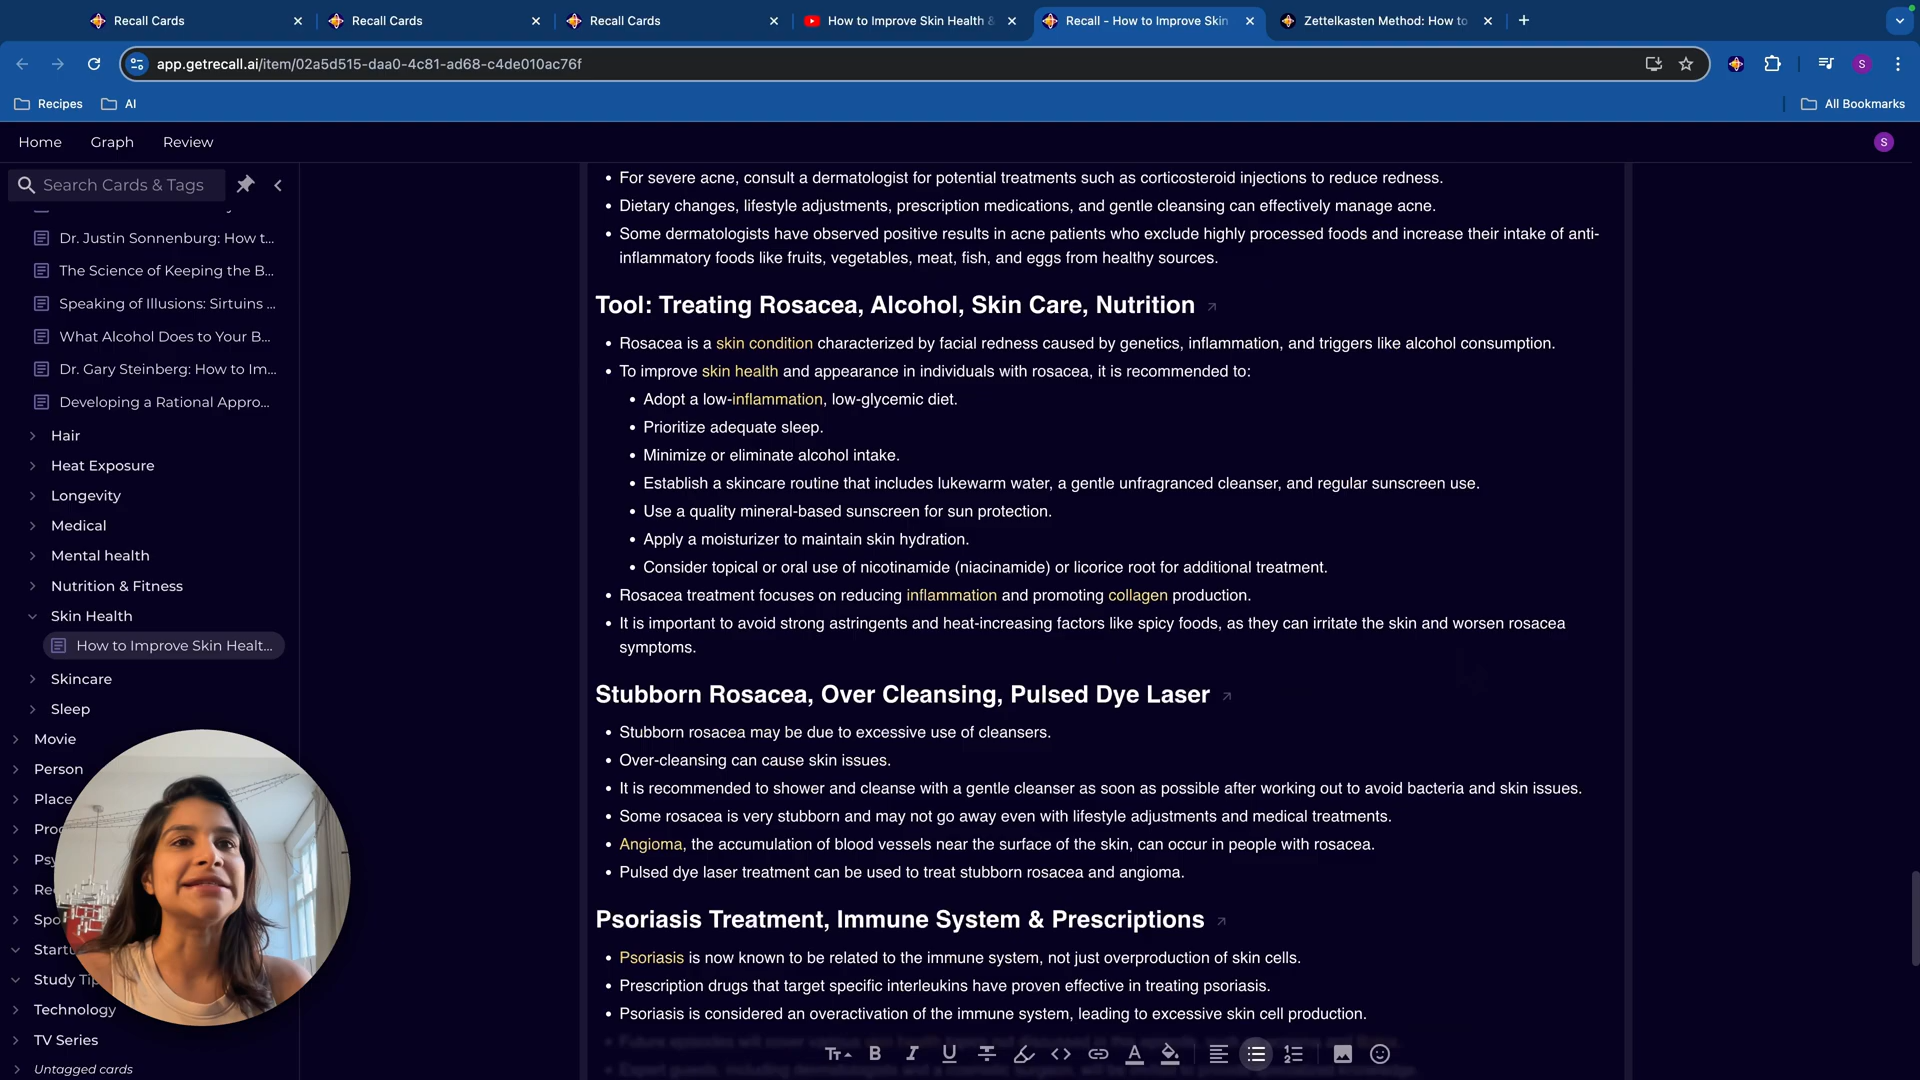 Recall Cards
Recall Cards
Recall Cards
How to Improve Skin Health &
Recall - How to Improve Skin
Zettelkasten Method: How to
app.getrecall.ai/item/02a5d515-daa0-4c81-ad68-c4de010ac76f
S
Recipes
AI
All Bookmarks
Home
Graph
Review
S
Search Cards & Tags
Dr. Justin Sonnenburg: How t...
The Science of Keeping the B...
Speaking of Illusions: Sirtuins ...
What Alcohol Does to Your B...
Dr. Gary Steinberg: How to Im...
Developing a Rational Appro...
Hair
Heat Exposure
Longevity
Medical
Mental health
Nutrition & Fitness
Skin Health
How to Improve Skin Healt...
Skincare
Sleep
Movie
Person
Place
Technology
TV Series
Untagged cards
For severe acne, consult a dermatologist for potential treatments such as corticosteroid injections to reduce redness.
Dietary changes, lifestyle adjustments, prescription medications, and gentle cleansing can effectively manage acne.
Some dermatologists have observed positive results in acne patients who exclude highly processed foods and increase their intake of anti-
inflammatory foods like fruits, vegetables, meat, fish, and eggs from healthy sources.
Tool: Treating Rosacea, Alcohol, Skin Care, Nutrition
Rosacea is a skin condition characterized by facial redness caused by genetics, inflammation, and triggers like alcohol consumption.
To improve skin health and appearance in individuals with rosacea, it is recommended to:
Adopt a low-inflammation, low-glycemic diet.
Prioritize adequate sleep.
Minimize or eliminate alcohol intake.
Establish a skincare routine that includes lukewarm water, a gentle unfragranced cleanser, and regular sunscreen use.
Use a quality mineral-based sunscreen for sun protection.
Apply a moisturizer to maintain skin hydration.
Consider topical or oral use of nicotinamide (niacinamide) or licorice root for additional treatment.
Rosacea treatment focuses on reducing inflammation and promoting collagen production.
It is important to avoid strong astringents and heat-increasing factors like spicy foods, as they can irritate the skin and worsen rosacea
symptoms.
Stubborn Rosacea, Over Cleansing, Pulsed Dye Laser
Stubborn rosacea may be due to excessive use of cleansers.
Over-cleansing can cause skin issues.
It is recommended to shower and cleanse with a gentle cleanser as soon as possible after working out to avoid bacteria and skin issues.
Some rosacea is very stubborn and may not go away even with lifestyle adjustments and medical treatments.
Angioma, the accumulation of blood vessels near the surface of the skin, can occur in people with rosacea.
Pulsed dye laser treatment can be used to treat stubborn rosacea and angioma.
Psoriasis Treatment, Immune System & Prescriptions
Psoriasis is now known to be related to the immune system, not just overproduction of skin cells.
Prescription drugs that target specific interleukins have proven effective in treating psoriasis.
Psoriasis is considered an overactivation of the immune system, leading to excessive skin cell production.